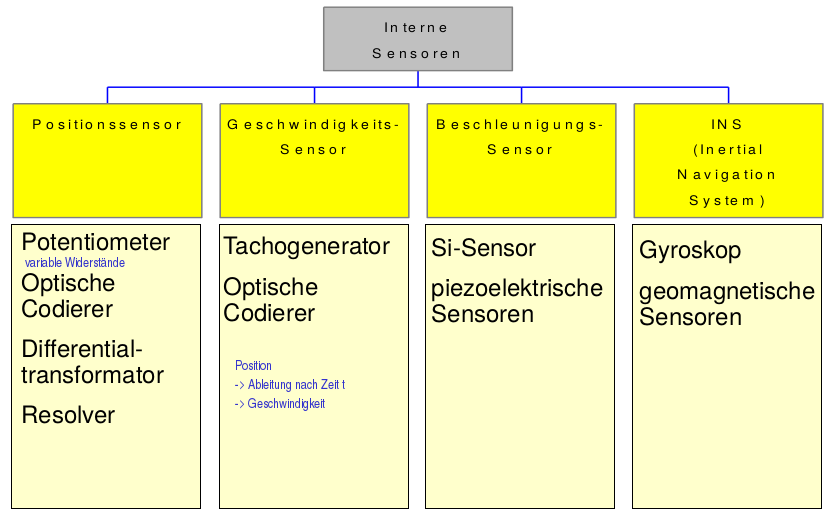 Interne
Sensoren
Positionssensor
Geschwindigkeits-
Sensor
Beschleunigungs-
Sensor
INS
(Inertial
Navigation
System)
Potentiometer
variable Widerstände
Optische
Codierer
Differential-
transformator
Resolver
Tachogenerator
Optische
Codierer
Position
-> Ableitung nach Zeit t
-> Geschwindigkeit
Si-Sensor
piezoelektrische
Sensoren
Gyroskop
geomagnetische
Sensoren